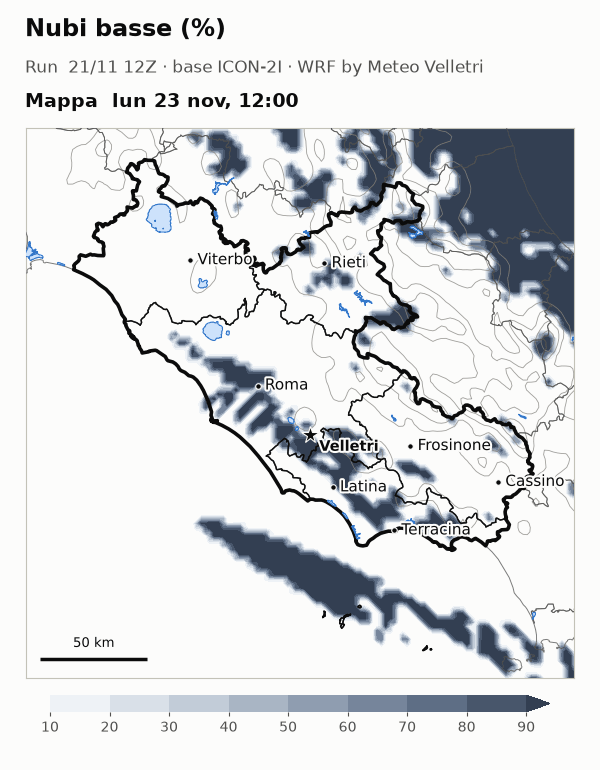 Nubi basse (%)
Run  21/11 12Z · base ICON-2I · WRF by Meteo Velletri
Mappa  lun 23 nov, 12:00
Viterbo
Rieti
Roma
Velletri
Frosinone
Cassino
Latina
Terracina
50 km
10 20 30 40 50 60 70 80 90